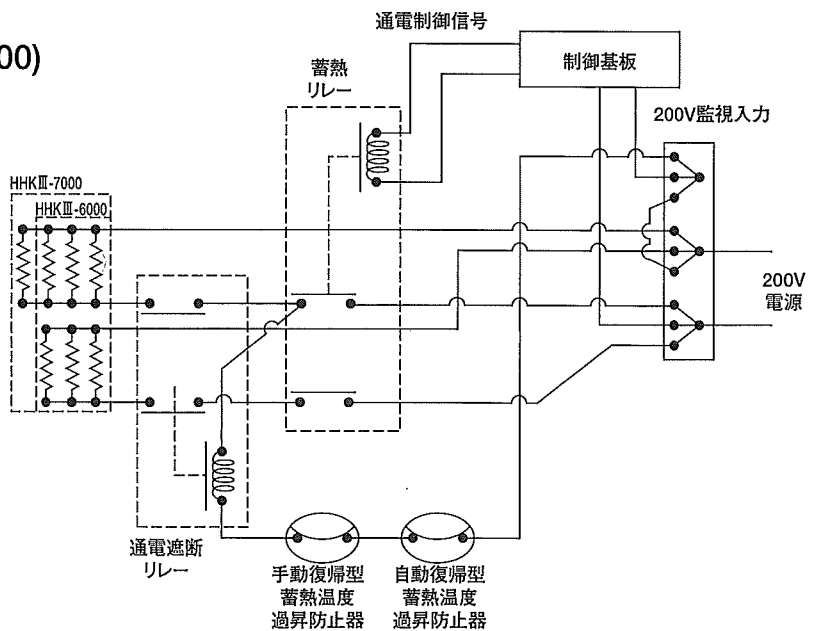 00)
通電制御信号
制御基板
蓄熱
リレー
200V監視入力
HHKⅢ-7000
HHKⅢ-6000
200V
電源
通電遮断
リレー
手動復帰型
蓄熱温度
過昇防止器
自動復帰型
蓄熱温度
過昇防止器